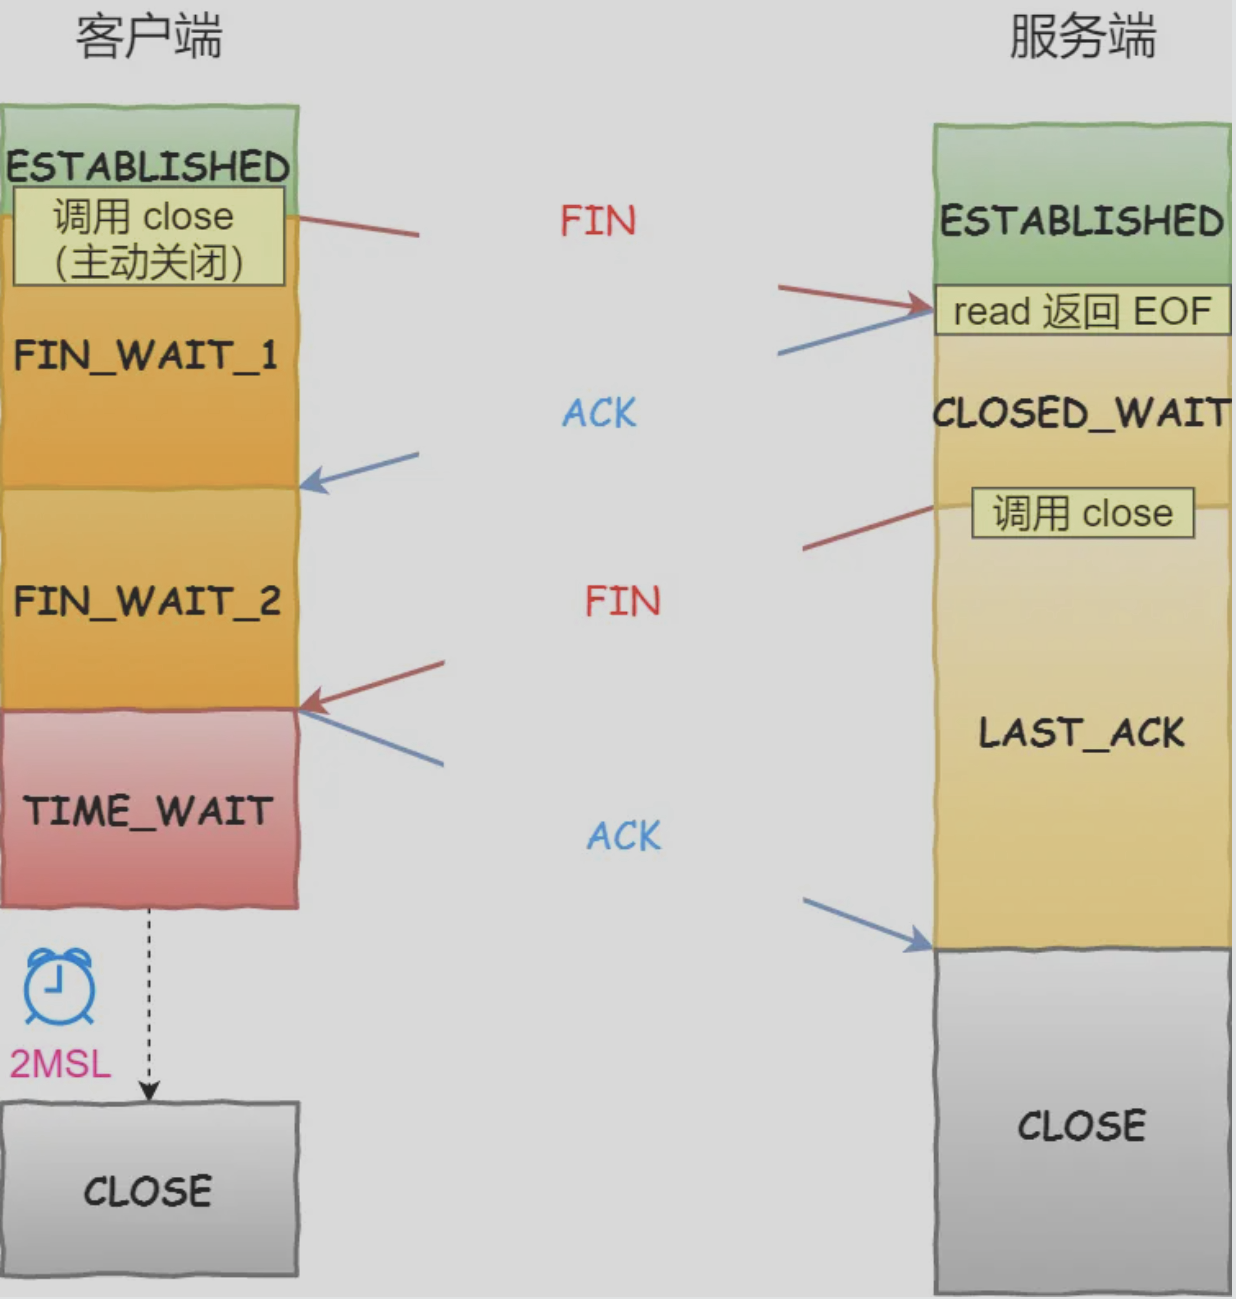 客户端
服务端
ESTABLISHED
调用 close
（主动关闭）
FIN
ESTABLISHED
read 返回 EOF
FIN_WAIT_1
ACK
CLOSED_WAIT
调用 close
FIN_WAIT_2
FIN
LAST_ACK
TIME_WAIT
ACK
2MSL
CLOSE
CLOSE